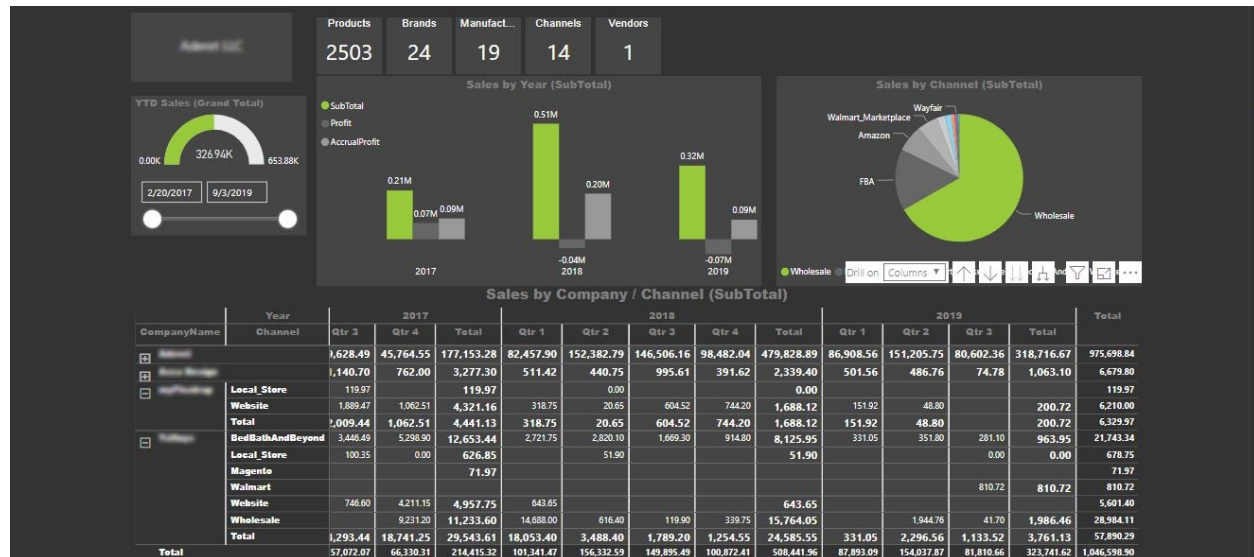 Products Brands Manufact... Channels Vendors
2503 24 19 14 1
YTD Sales (Grand Total)
326.94K
0.00K 653.88K
2/20/2017 9/3/2019
Sales by Year (SubTotal)
SubTotal
Profit
AccrualProfit
0.51M
0.32M
0.21M
0.20M
0.07M 0.09M
0.09M
-0.04M
-0.07M
2017 2018 2019
Sales by Channel (SubTotal)
Wayfair
Walmart_Marketplace
Amazon
FBA
Wholesale
Wholesale Drill on Columns
Sales by Company / Channel (SubTotal)
Year 2017 2018 2019 Total
CompanyName Channel Qtr 3 Qtr 4 Total Qtr 1 Qtr 2 Qtr 3 Qtr 4 Total Qtr 1 Qtr 2 Qtr 3 Total
,628.49 45,764.55 177,153.28 82,457.90 152,382.79 146,506.16 98,482.04 479,828.89 86,908.56 151,205.75 80,602.36 318,716.67 975,698.84
,140.70 762.00 3,277.30 511.42 440.75 995.61 391.62 2,339.40 501.56 486.76 74.78 1,063.10 6,679.80
Local_Store 119.97 119.97 0.00 0.00 119.97
Website 1,889.47 1,062.51 4,321.16 318.75 20.65 604.52 744.20 1,688.12 151.92 48.80 200.72 6,210.00
Total 2,009.44 1,062.51 4,441.13 318.75 20.65 604.52 744.20 1,688.12 151.92 48.80 200.72 6,329.97
BedBathAndBeyond 3,446.49 5,298.90 12,653.44 2,721.75 2,820.10 1,669.30 914.80 8,125.95 331.05 351.80 281.10 963.95 21,743.34
Local_Store 100.35 0.00 626.85 51.90 51.90 0.00 0.00 678.75
Magento 71.97 71.97
Walmart 810.72 810.72 810.72
Website 746.60 4,211.15 4,957.75 643.65 643.65 5,601.40
Wholesale 9,231.20 11,233.60 14,688.00 616.40 119.90 339.75 15,764.05 1,944.76 41.70 1,986.46 28,984.11
Total ,293.44 18,741.25 29,543.61 18,053.40 3,488.40 1,789.20 1,254.55 24,585.55 331.05 2,296.56 1,133.52 3,761.13 57,890.29
Total 57,072.07 66,330.31 214,415.32 101,341.47 156,332.59 149,895.49 100,872.41 508,441.96 87,893.09 154,037.87 81,810.66 323,741.62 1,046,598.90